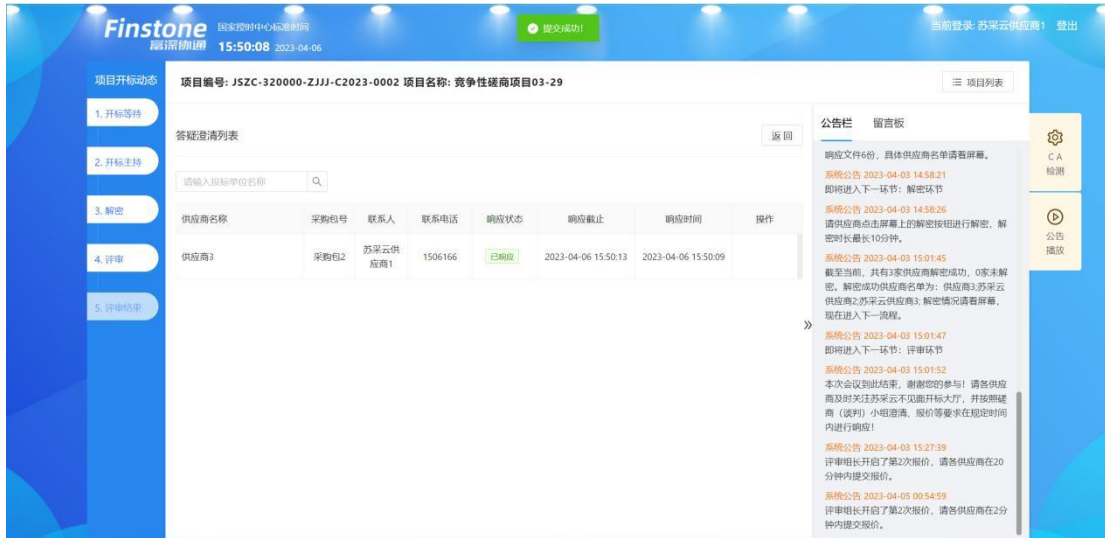 Finstone
富深协通
国家授时中心标准时间
15:50:08 2023-04-06
提交成功!
当前登录: 苏采云供应商1 登出
项目开标动态
1. 开标等待
2. 开标主持
3. 解密
4. 评审
5. 评审结束
项目编号: JSZC-320000-ZJJJ-C2023-0002 项目名称: 竞争性磋商项目03-29
项目列表
答疑澄清列表
返 回
请输入投标单位名称
供应商名称 采购包号 联系人 联系电话 响应状态 响应截止 响应时间 操作
供应商3 采购包2 苏采云供应商1 1506166 已响应 2023-04-06 15:50:13 2023-04-06 15:50:09
公告栏 留言板
响应文件6份, 具体供应商名单请看屏幕。
系统公告 2023-04-03 14:58:21
即将进入下一环节: 解密环节
系统公告 2023-04-03 14:58:26
请供应商点击屏幕上的解密按钮进行解密, 解
密时长最长10分钟。
系统公告 2023-04-03 15:01:45
截至当前, 共有3家供应商解密成功, 0家未解
密。解密成功供应商名单为: 供应商3;苏采云
供应商2;苏采云供应商3; 解密情况请看屏幕,
现在进入下一流程。
系统公告 2023-04-03 15:01:47
即将进入下一环节: 评审环节
系统公告 2023-04-03 15:01:52
本次会议到此结束, 谢谢您的参与! 请各供应
商及时关注苏采云不见面开标大厅, 并按照磋
商 (谈判) 小组澄清、报价等要求在规定时间
内进行响应!
系统公告 2023-04-03 15:27:39
评审组长开启了第2次报价, 请各供应商在20
分钟内提交报价。
系统公告 2023-04-05 00:54:59
评审组长开启了第2次报价, 请各供应商在2分
钟内提交报价。
CA
检测
公告
播放